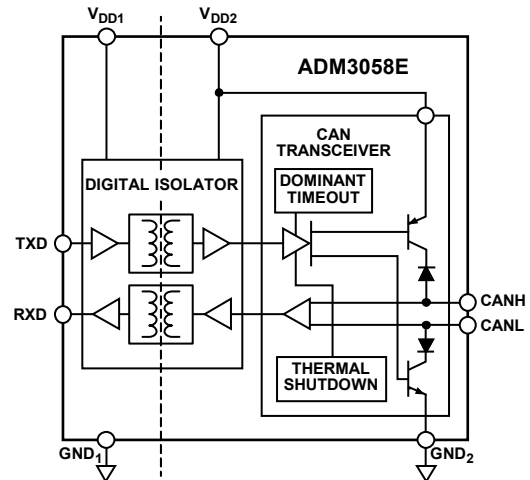 VDD1
VDD2
ADM3058E
CAN
TRANSCEIVER
DIGITAL ISOLATOR
DOMINANT
TIMEOUT
TXD
RXD
CANH
CANL
THERMAL
SHUTDOWN
GND1
GND2